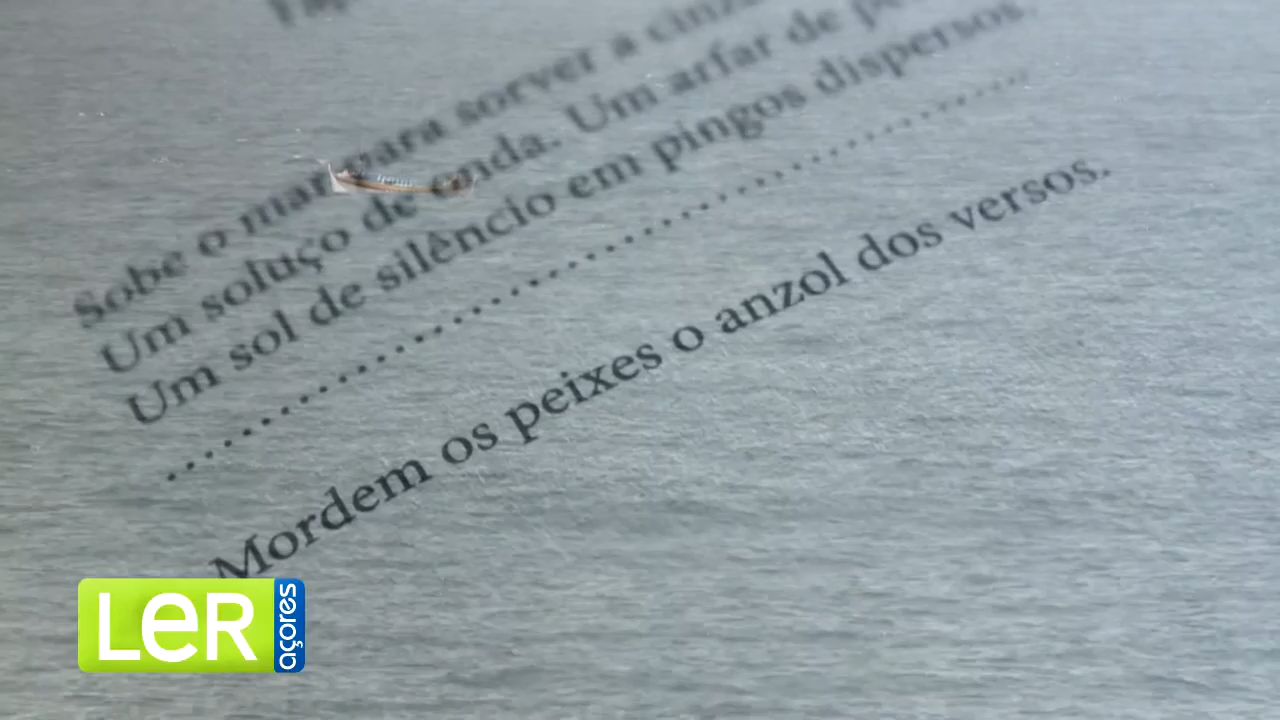 Sobe o mar para sorver a cinza
Um soluço de onda. Um arfar de
Um sol de silêncio em pingos dispersos.
Mordem os peixes o anzol dos versos.
LeR açores